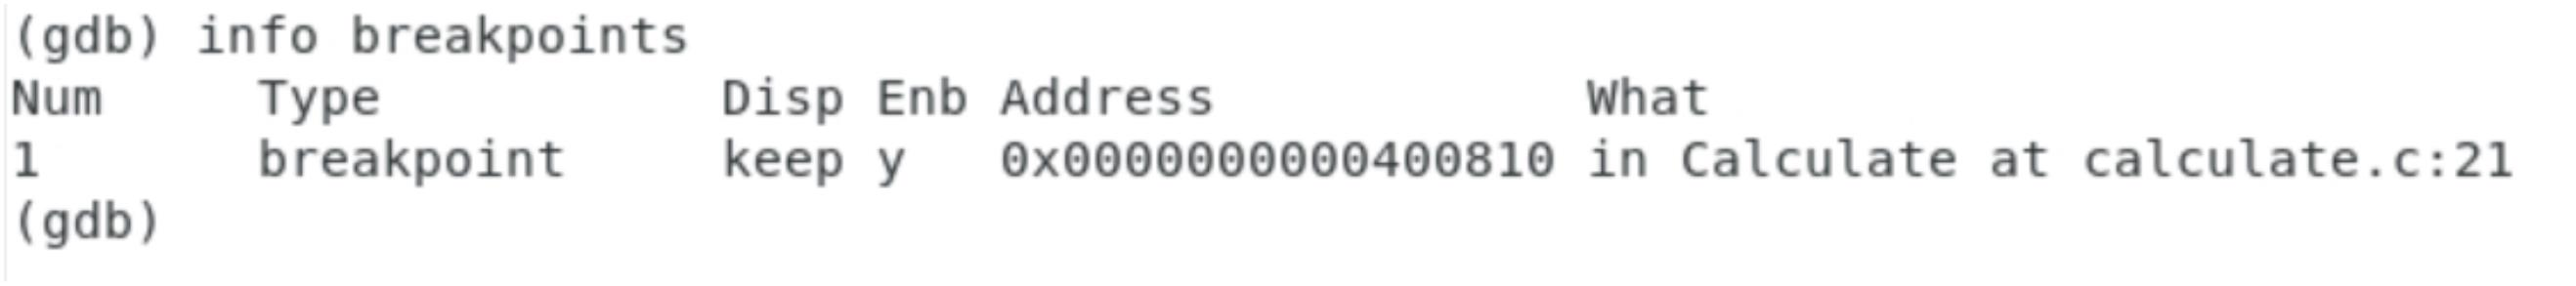 (gdb) info breakpoints
Num     Type           Disp Enb Address            What
1       breakpoint     keep y   0x0000000000400810 in Calculate at calculate.c:21
(gdb)